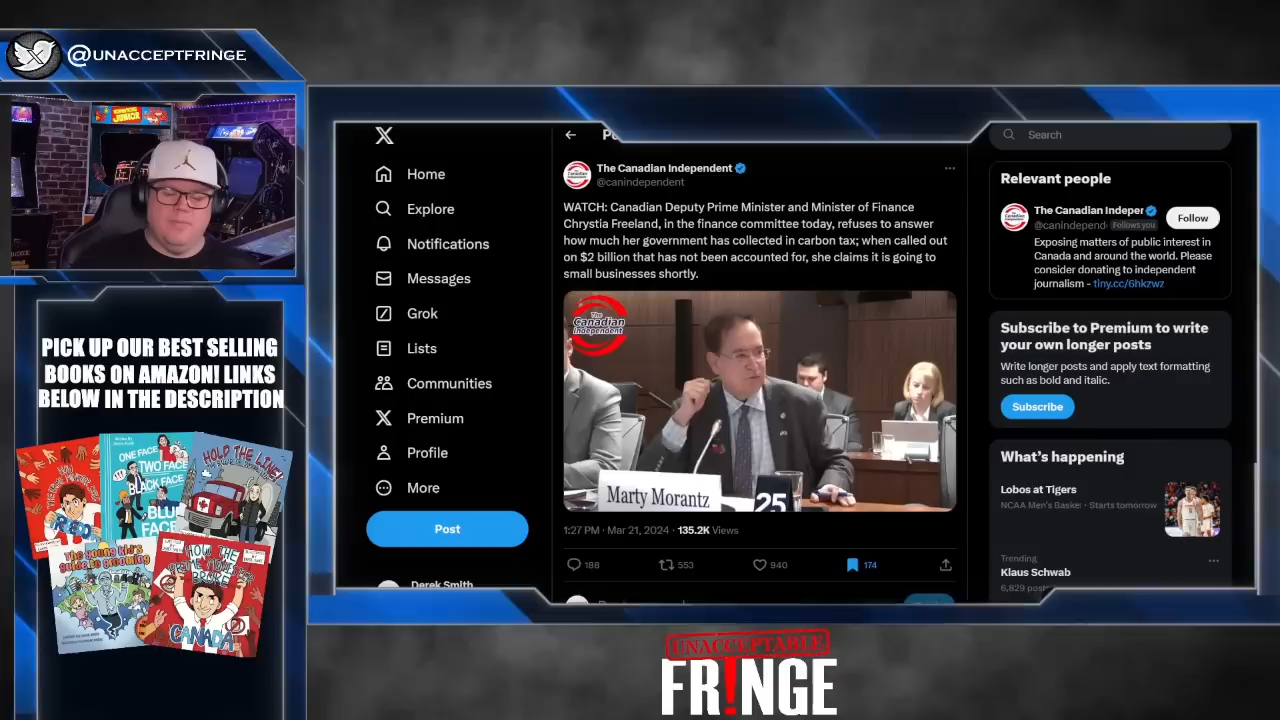 @UNACCEPTFRINGE
PICK UP OUR BEST SELLING
BOOKS ON AMAZON! LINKS
BELOW IN THE DESCRIPTION
ONE FACE
TWO FACE
BLACK FACE
BLUE
FACE
HOLD THE LINE!
HOW THE
PRIME MINISTER
BROKE
CANADA
Home
Explore
Notifications
Messages
Grok
Lists
Communities
Premium
Profile
More
Post
Derek Smith
The Canadian Independent
@canindependent
WATCH: Canadian Deputy Prime Minister and Minister of Finance
Chrystia Freeland, in the finance committee today, refuses to answer
how much her government has collected in carbon tax; when called out
on $2 billion that has not been accounted for, she claims it is going to
small businesses shortly.
The
Canadian
Independent
Marty Morantz
25
1:27 PM · Mar 21, 2024 · 135.2K Views
188
553
940
174
Search
Relevant people
The Canadian Indeper
@canindepend Follows you
Follow
Exposing matters of public interest in
Canada and around the world. Please
consider donating to independent
journalism - tiny.cc/6hkzwz
Subscribe to Premium to write
your own longer posts
Write longer posts and apply text formatting
such as bold and italic.
Subscribe
What's happening
Lobos at Tigers
NCAA Men's Basket · Starts tomorrow
Trending
Klaus Schwab
6,829 post
UNACCEPTABLE
FR!NGE